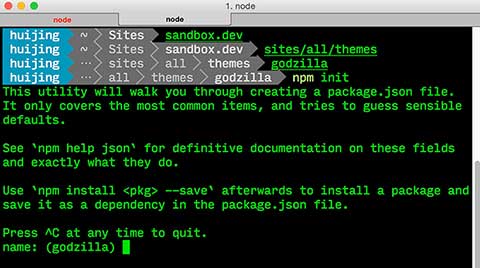 1. node
node
node
huijing ~ Sites sandbox.dev
huijing ~ Sites sandbox.dev sites/all/themes
huijing ··· sites all themes godzilla
huijing ··· all themes godzilla npm init
This utility will walk you through creating a package.json file.
It only covers the most common items, and tries to guess sensible
defaults.
See `npm help json` for definitive documentation on these fields
and exactly what they do.
Use `npm install <pkg> --save` afterwards to install a package and
save it as a dependency in the package.json file.
Press ^C at any time to quit.
name: (godzilla)